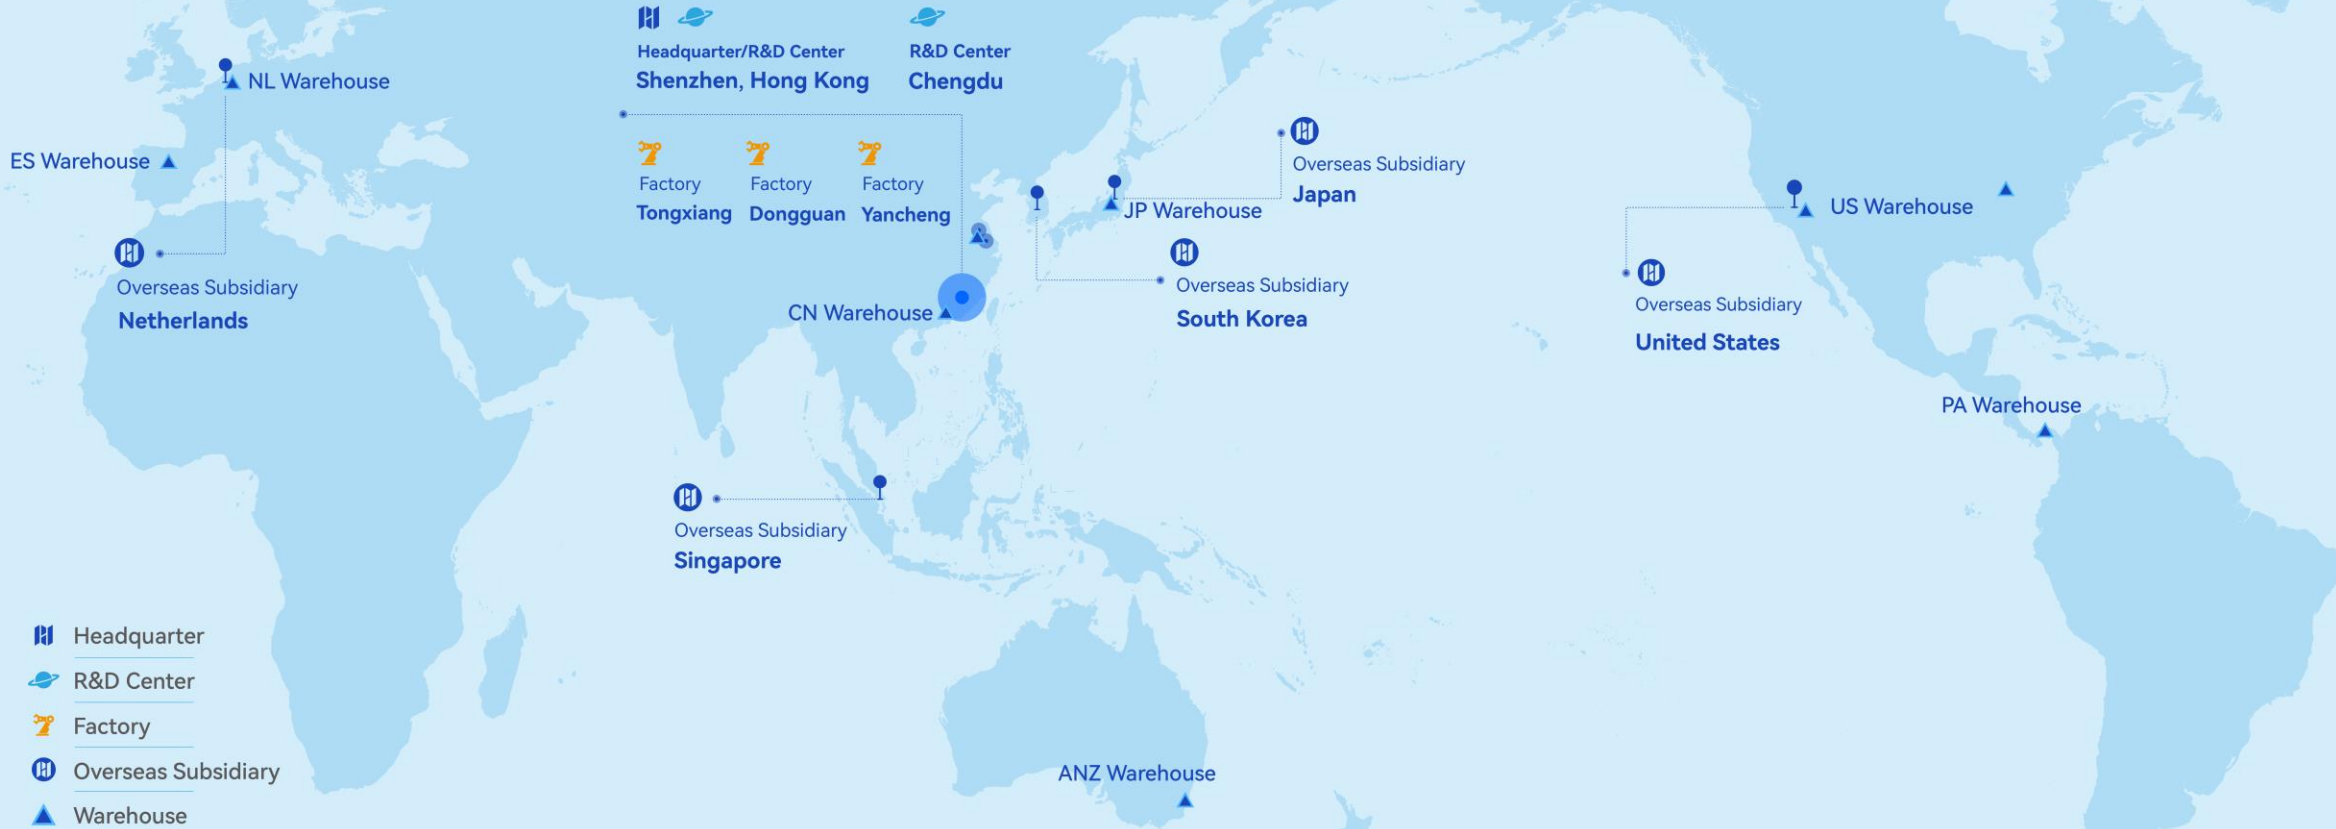 Headquarter/R&D Center
Shenzhen, Hong Kong
R&D Center
Chengdu
NL Warehouse
ES Warehouse
Factory
Tongxiang
Factory
Dongguan
Factory
Yancheng
Overseas Subsidiary
Japan
JP Warehouse
US Warehouse
Overseas Subsidiary
Netherlands
CN Warehouse
Overseas Subsidiary
South Korea
Overseas Subsidiary
United States
PA Warehouse
Overseas Subsidiary
Singapore
ANZ Warehouse
Headquarter
R&D Center
Factory
Overseas Subsidiary
Warehouse